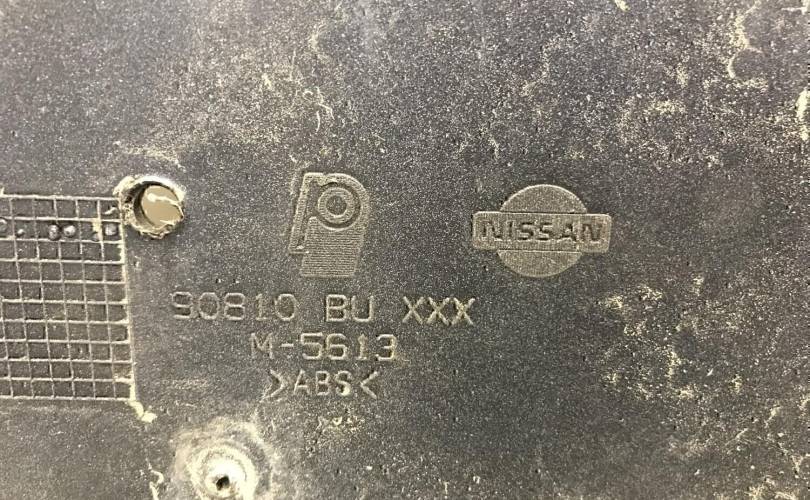 NISSAN
90810 BU XXX
M-5613
>ABS<